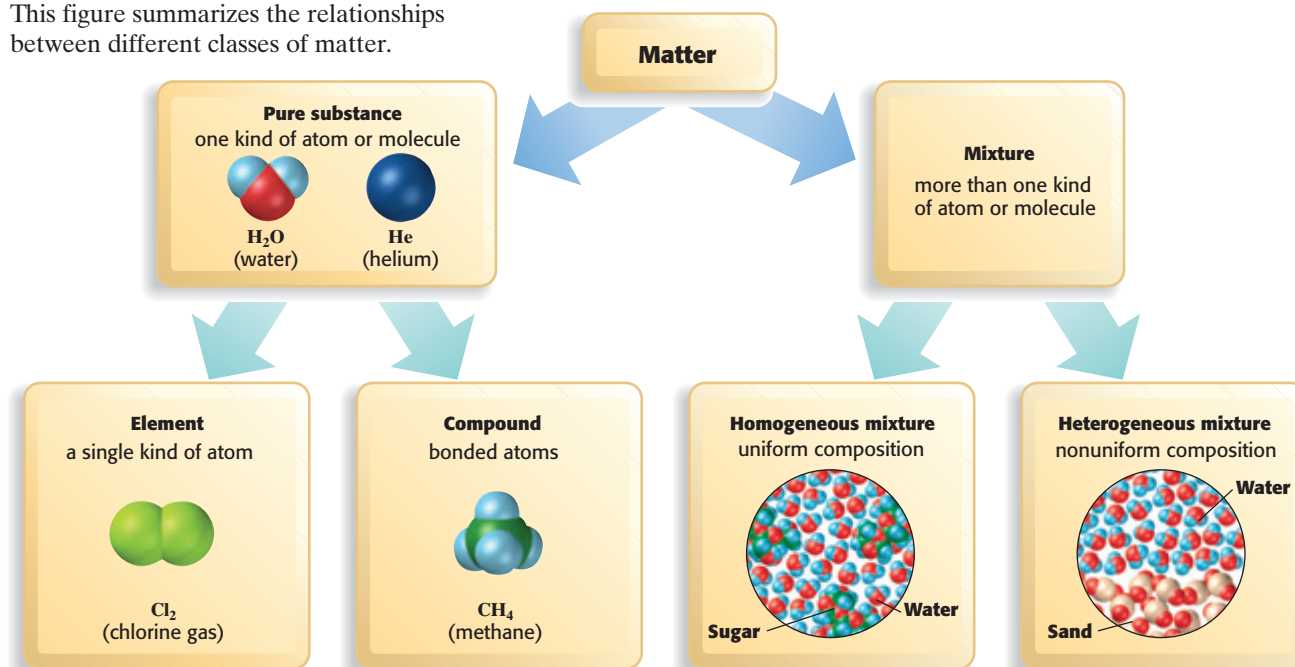 This figure summarizes the relationships
between different classes of matter.
Matter
Pure substance
one kind of atom or molecule
H₂O
(water)
He
(helium)
Mixture
more than one kind
of atom or molecule
Element
a single kind of atom
Cl₂
(chlorine gas)
Compound
bonded atoms
CH₄
(methane)
Homogeneous mixture
uniform composition
Water
Sugar
Heterogeneous mixture
nonuniform composition
Water
Sand